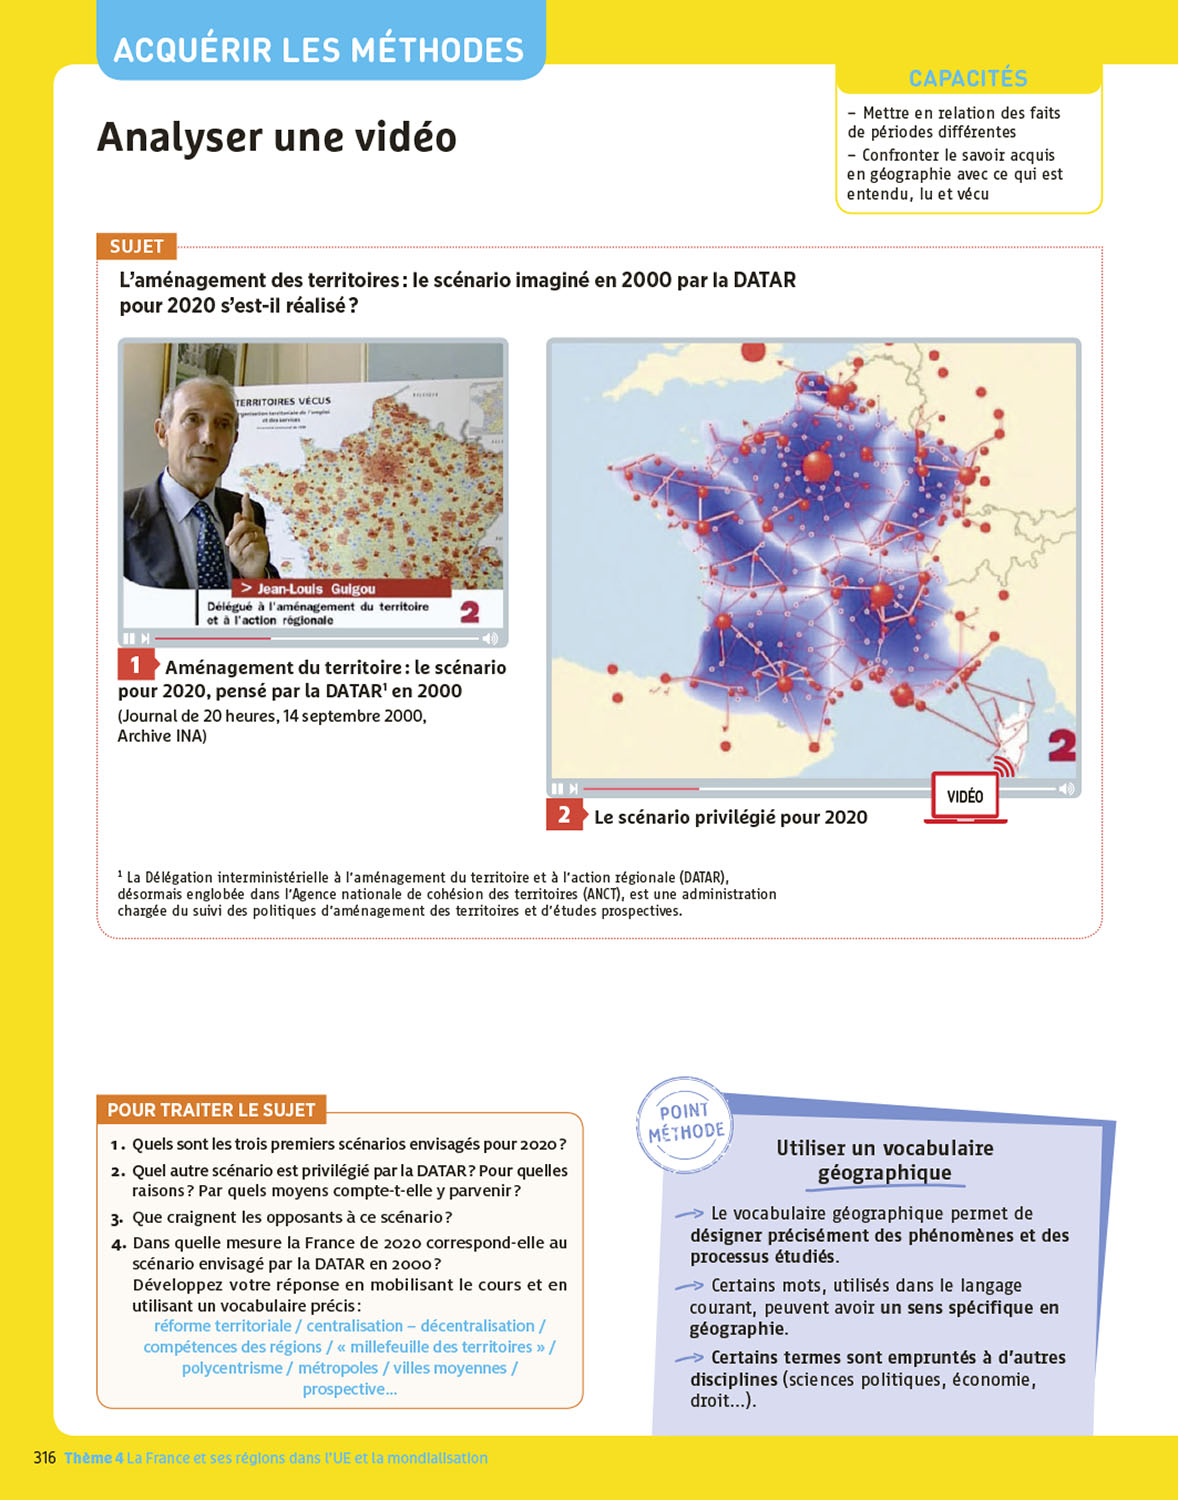 ACQUÉRIR LES MÉTHODES
CAPACITÉS
– Mettre en relation des faits
de périodes différentes
– Confronter le savoir acquis
en géographie avec ce qui est
entendu, lu et vécu
Analyser une vidéo
SUJET
L’aménagement des territoires : le scénario imaginé en 2000 par la DATAR
pour 2020 s’est-il réalisé ?
TERRITOIRES VÉCUS
> Jean-Louis Guigou
Délégué à l'aménagement du territoire
et à l'action régionale
2
1 Aménagement du territoire : le scénario
pour 2020, pensé par la DATAR¹ en 2000
(Journal de 20 heures, 14 septembre 2000,
Archive INA)
2
VIDÉO
2 Le scénario privilégié pour 2020
¹ La Délégation interministérielle à l’aménagement du territoire et à l’action régionale (DATAR),
désormais englobée dans l’Agence nationale de cohésion des territoires (ANCT), est une administration
chargée du suivi des politiques d’aménagement des territoires et d’études prospectives.
POUR TRAITER LE SUJET
1. Quels sont les trois premiers scénarios envisagés pour 2020 ?
2. Quel autre scénario est privilégié par la DATAR ? Pour quelles
raisons ? Par quels moyens compte-t-elle y parvenir ?
3. Que craignent les opposants à ce scénario ?
4. Dans quelle mesure la France de 2020 correspond-elle au
scénario envisagé par la DATAR en 2000 ?
Développez votre réponse en mobilisant le cours et en
utilisant un vocabulaire précis :
réforme territoriale / centralisation – décentralisation /
compétences des régions / « millefeuille des territoires » /
polycentrisme / métropoles / villes moyennes /
prospective...
POINT
MÉTHODE
Utiliser un vocabulaire
géographique
Le vocabulaire géographique permet de
désigner précisément des phénomènes et des
processus étudiés.
Certains mots, utilisés dans le langage
courant, peuvent avoir un sens spécifique en
géographie.
Certains termes sont empruntés à d’autres
disciplines (sciences politiques, économie,
droit...).
316 Thème 4 La France et ses régions dans l’UE et la mondialisation